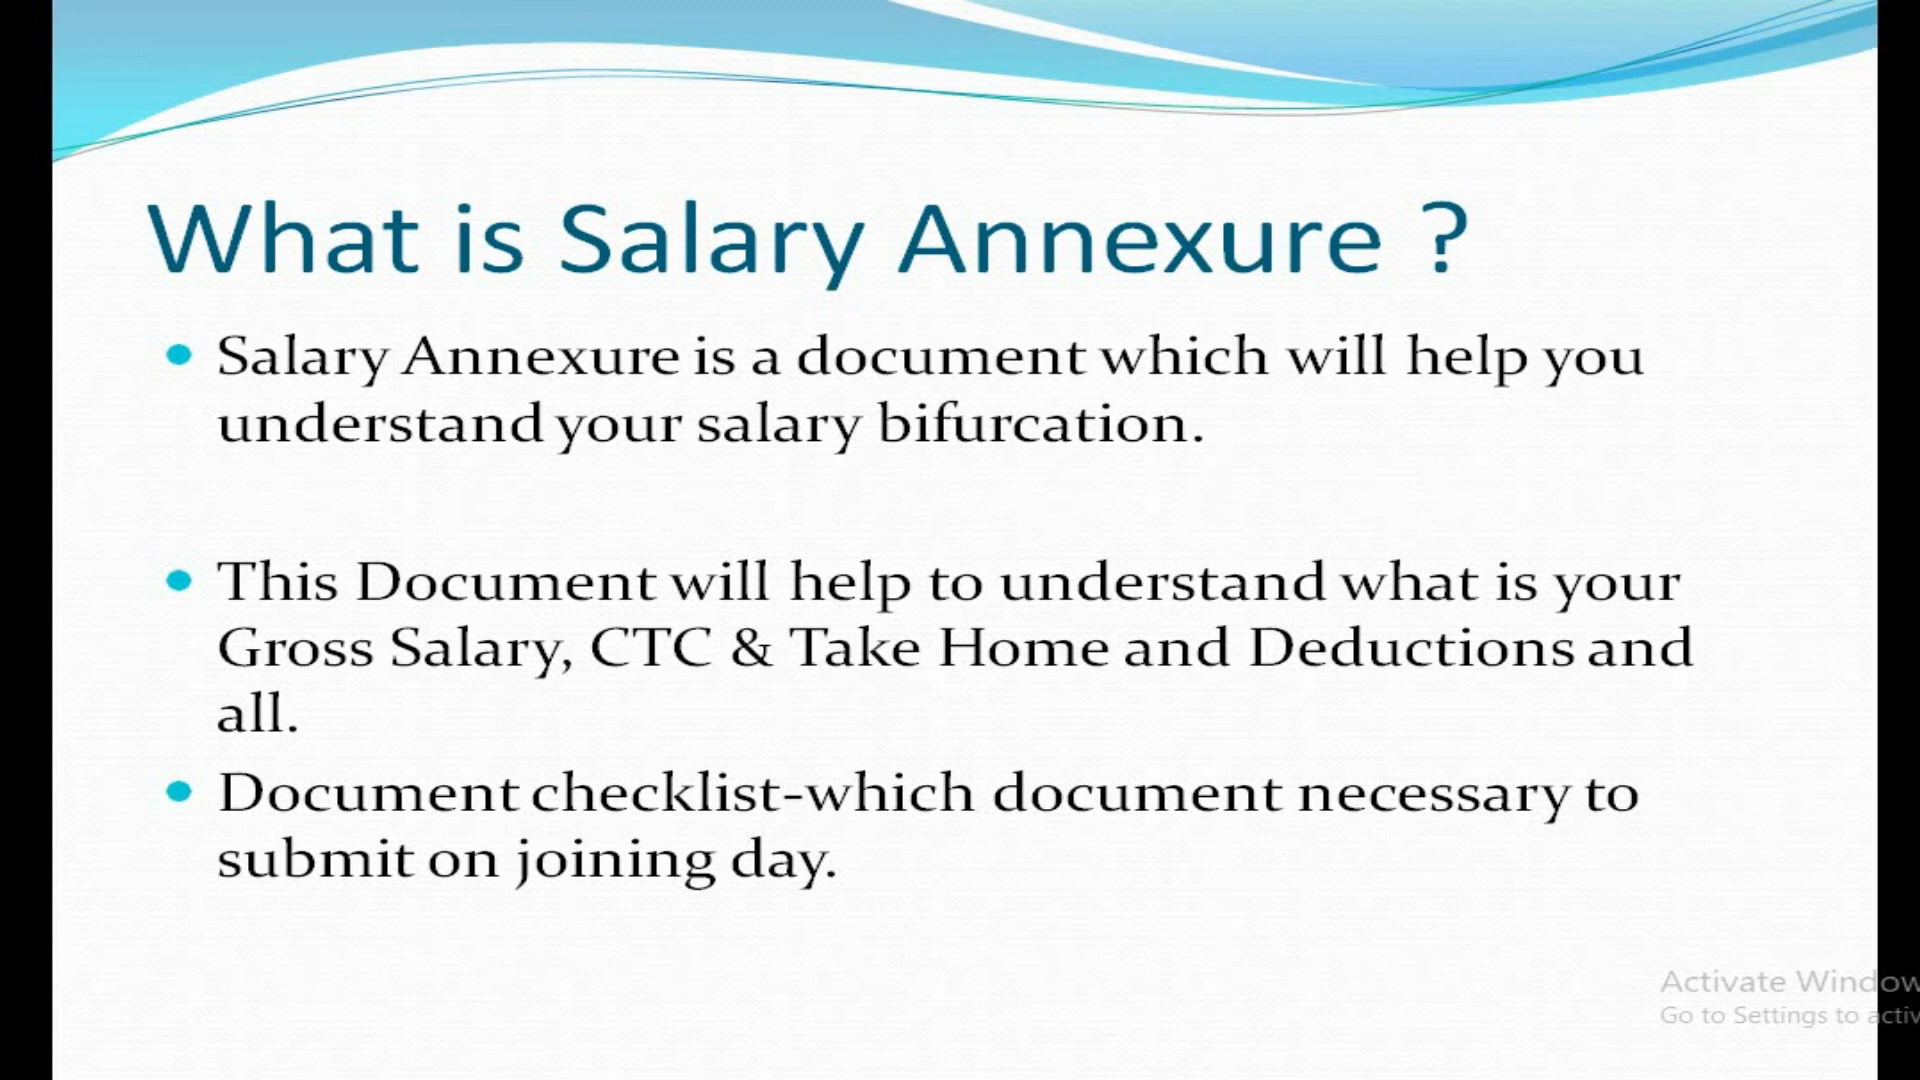 What is Salary Annexure ?
• Salary Annexure is a document which will help you
understand your salary bifurcation.
• This Document will help to understand what is your
Gross Salary, CTC & Take Home and Deductions and
all.
• Document checklist-which document necessary to
submit on joining day.
Activate Window
Go to Settings to activ